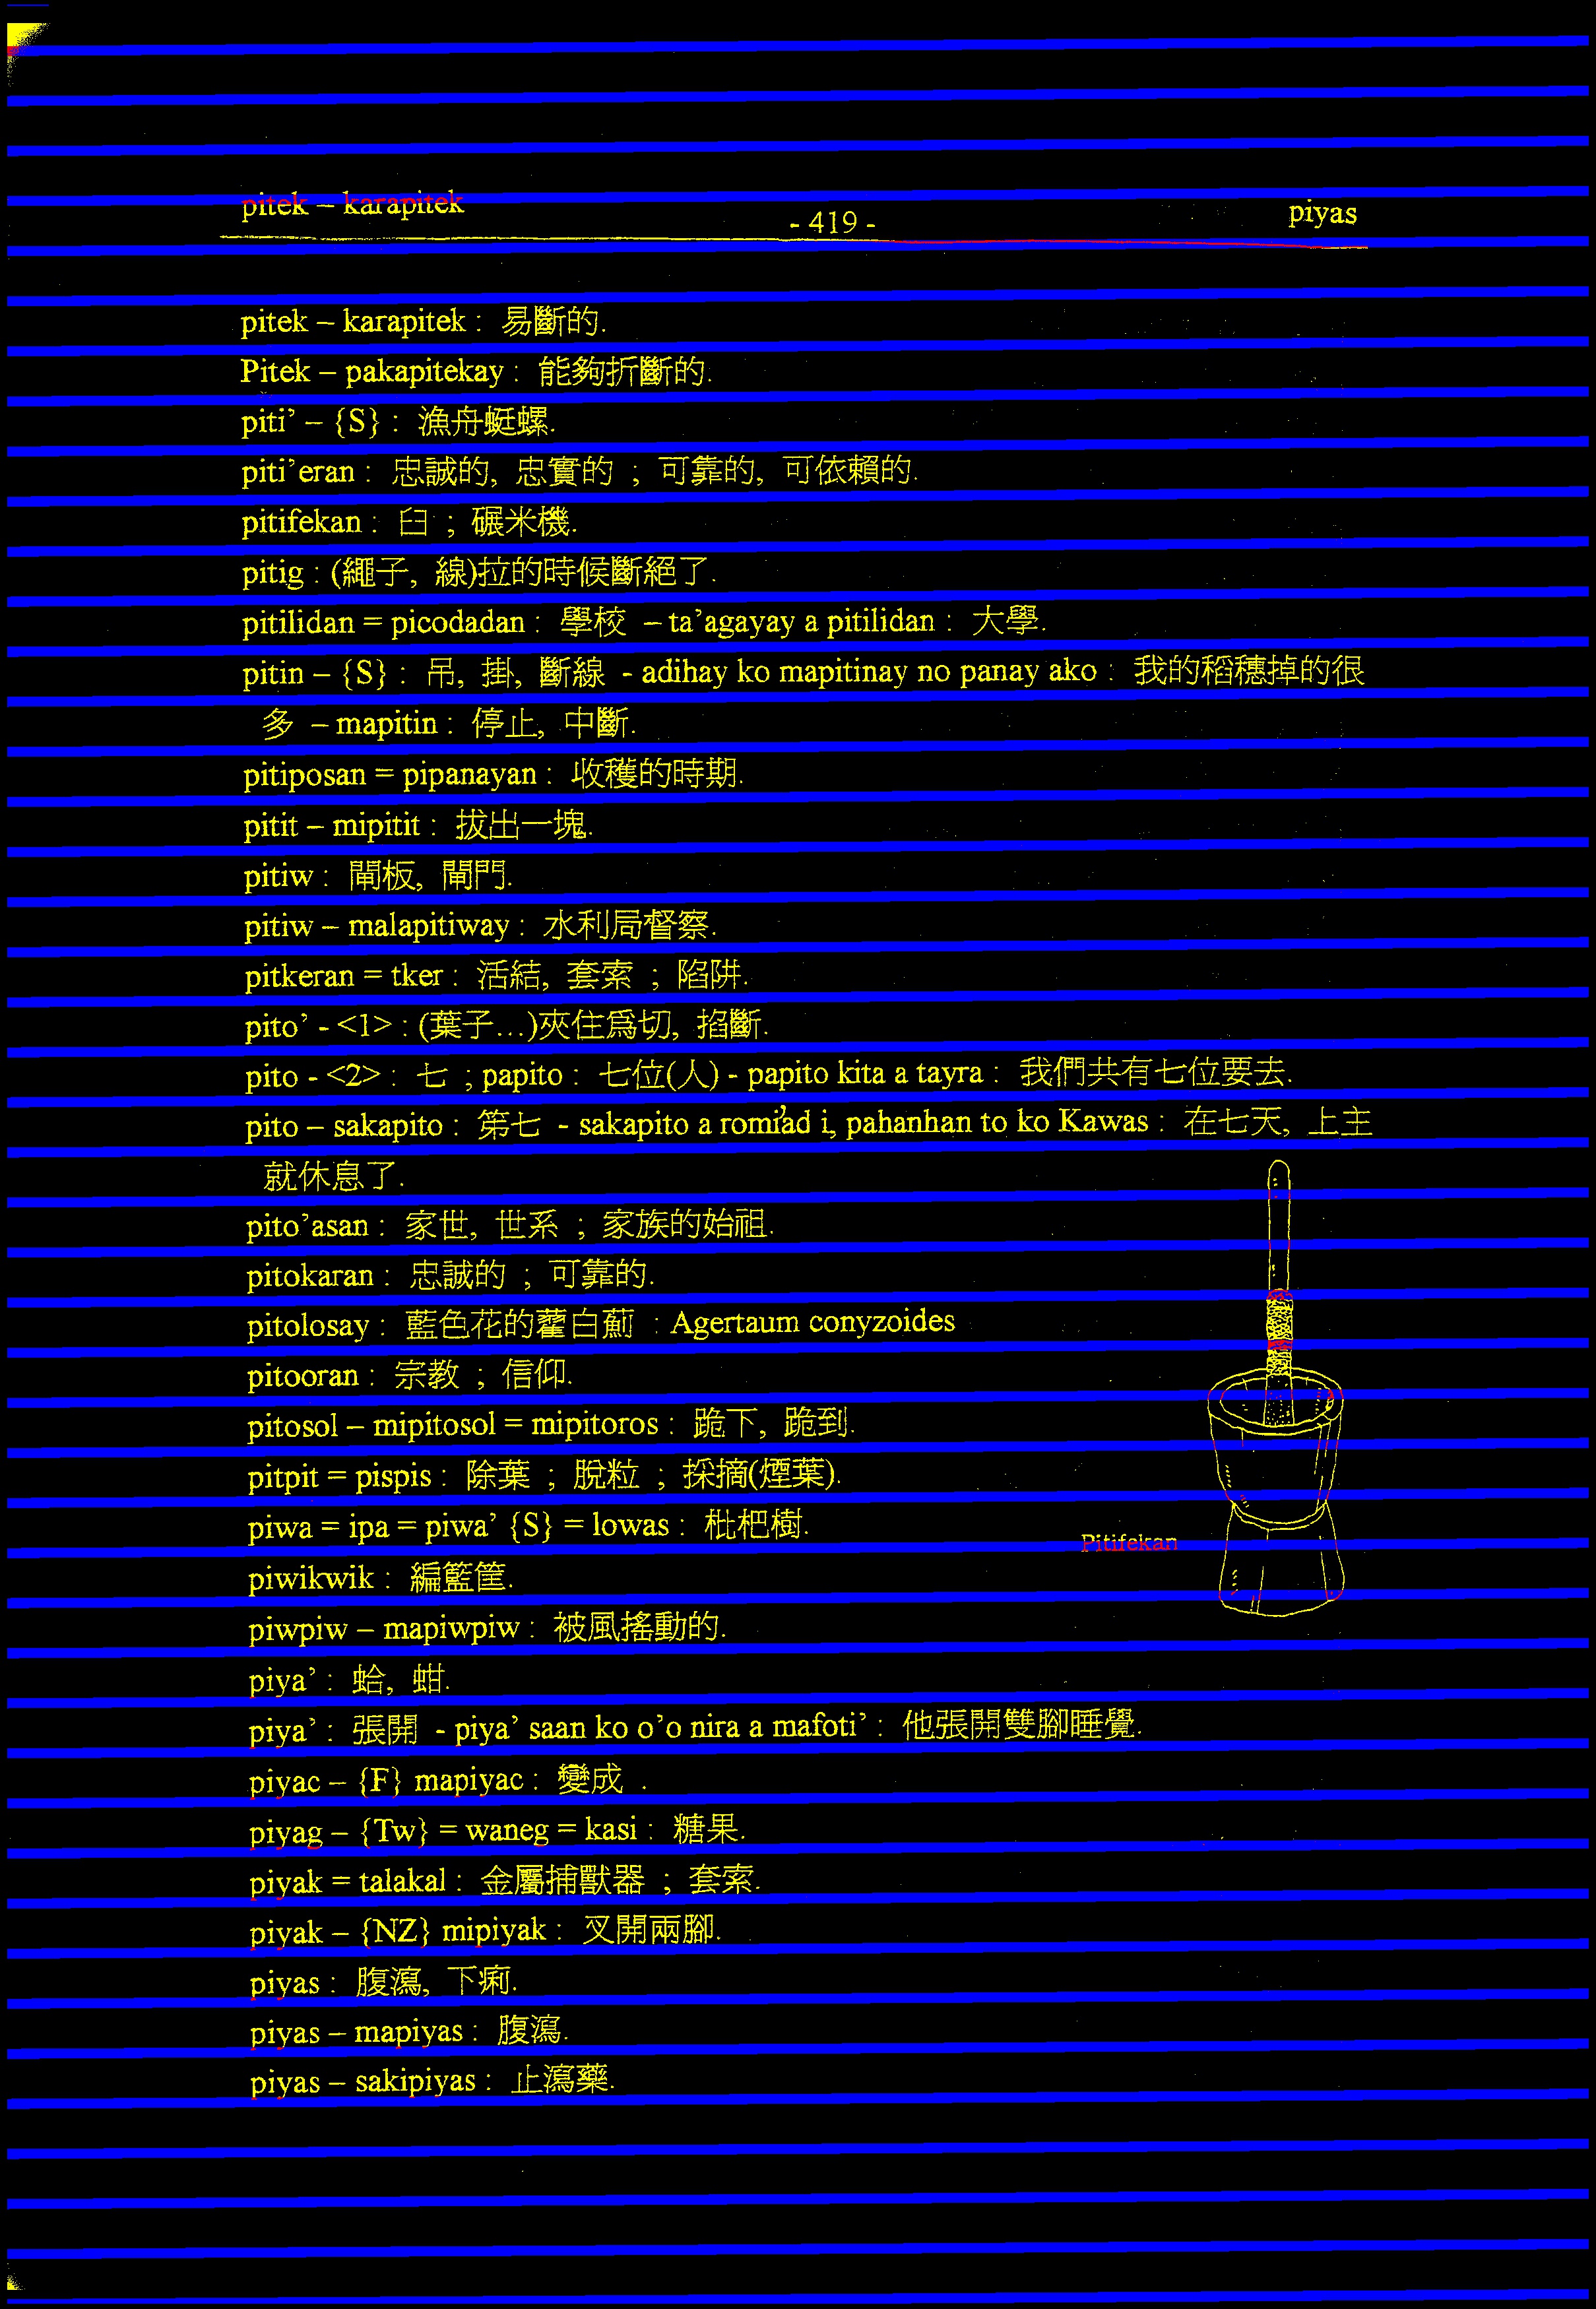 pitek – karapitek - 419 - piyas
pitek – karapitek : 易斷的.
Pitek – pakapitekay : 能夠折斷的.
piti’ – {S} : 漁舟蜓螺.
piti’eran : 忠誠的, 忠實的 ; 可靠的, 可依賴的.
pitifekan : 臼 ; 碾米機.
pitig : (繩子, 線)拉的時候斷絕了.
pitilidan = picodadan : 學校 – ta’agayay a pitilidan : 大學.
pitin – {S} : 吊, 掛, 斷線 - adihay ko mapitinay no panay ako : 我的稻穗掉的很
多 – mapitin : 停止, 中斷.
pitiposan = pipanayan : 收穫的時期.
pitit – mipitit : 拔出一塊.
pitiw : 閘板, 閘門.
pitiw – malapitiway : 水利局督察.
pitkeran = tker : 活結, 套索 ; 陷阱.
pito’ - <1> : (葉子…)夾住爲切, 掐斷.
pito - <2> : 七 ; papito : 七位(人) - papito kita a tayra : 我們共有七位要去.
pito – sakapito : 第七 - sakapito a romi’ad i, pahanhan to ko Kawas : 在七天, 上主
就休息了.
pito’asan : 家世, 世系 ; 家族的始祖.
pitokaran : 忠誠的 ; 可靠的.
pitolosay : 藍色花的藿白薊 : Agertaum conyzoides
pitooran : 宗教 ; 信仰.
pitosol – mipitosol = mipitoros : 跪下, 跪到.
pitpit = pispis : 除葉 ; 脫粒 ; 採摘(煙葉).
piwa = ipa = piwa’ {S} = lowas : 枇杷樹.
Pitifekan
piwikwik : 編籃筐.
piwpiw – mapiwpiw : 被風搖動的.
piya’ : 蛤, 蚶.
piya’ : 張開 - piya’ saan ko o’o nira a mafoti’ : 他張開雙腳睡覺.
piyac – {F} mapiyac : 變成 .
piyag – {Tw} = waneg = kasi : 糖果.
piyak = talakal : 金屬捕獸器 ; 套索.
piyak – {NZ} mipiyak : 叉開兩腳.
piyas : 腹瀉, 下痢.
piyas – mapiyas : 腹瀉.
piyas – sakipiyas : 止瀉藥.